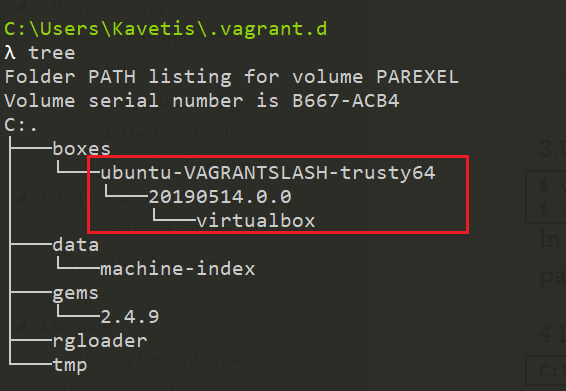 C:\Users\Kavetis\.vagrant.d
λ tree
Folder PATH listing for volume PAREXEL
Volume serial number is B667-ACB4
C:.
├───boxes
│   └───ubuntu-VAGRANTSLASH-trusty64
│       └───20190514.0.0
│           └───virtualbox
├───data
│   └───machine-index
├───gems
│   └───2.4.9
├───rgloader
└───tmp